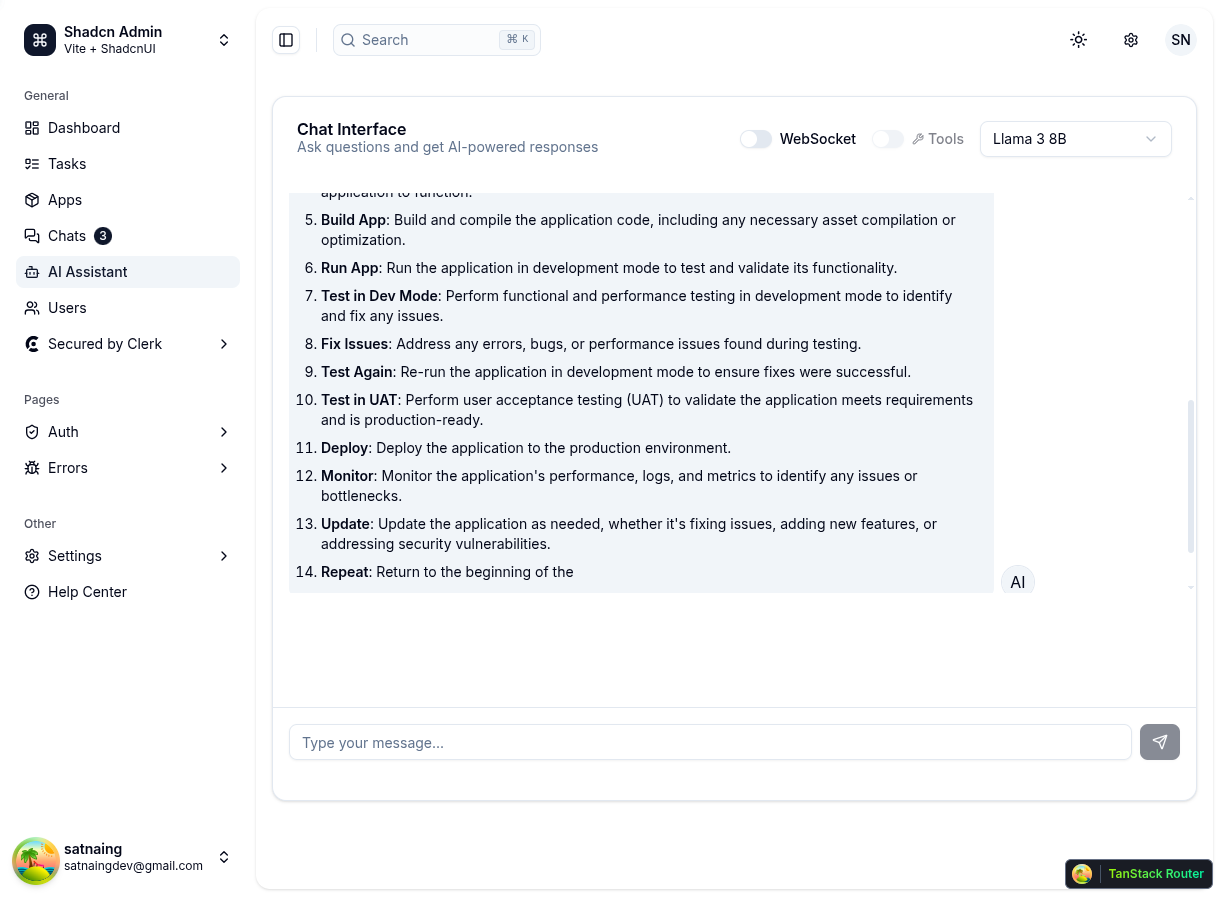 Shadcn Admin
Vite + ShadcnUI
General
Dashboard
Tasks
Apps
Chats 3
AI Assistant
Users
Secured by Clerk
Pages
Auth
Errors
Other
Settings
Help Center
satnaing
satnaingdev@gmail.com
Search ⌘ K
SN
Chat Interface
Ask questions and get AI-powered responses
WebSocket
Tools
Llama 3 8B
application to function.
5. Build App: Build and compile the application code, including any necessary asset compilation or
optimization.
6. Run App: Run the application in development mode to test and validate its functionality.
7. Test in Dev Mode: Perform functional and performance testing in development mode to identify
and fix any issues.
8. Fix Issues: Address any errors, bugs, or performance issues found during testing.
9. Test Again: Re-run the application in development mode to ensure fixes were successful.
10. Test in UAT: Perform user acceptance testing (UAT) to validate the application meets requirements
and is production-ready.
11. Deploy: Deploy the application to the production environment.
12. Monitor: Monitor the application's performance, logs, and metrics to identify any issues or
bottlenecks.
13. Update: Update the application as needed, whether it's fixing issues, adding new features, or
addressing security vulnerabilities.
14. Repeat: Return to the beginning of the
AI
Type your message...
TanStack Router